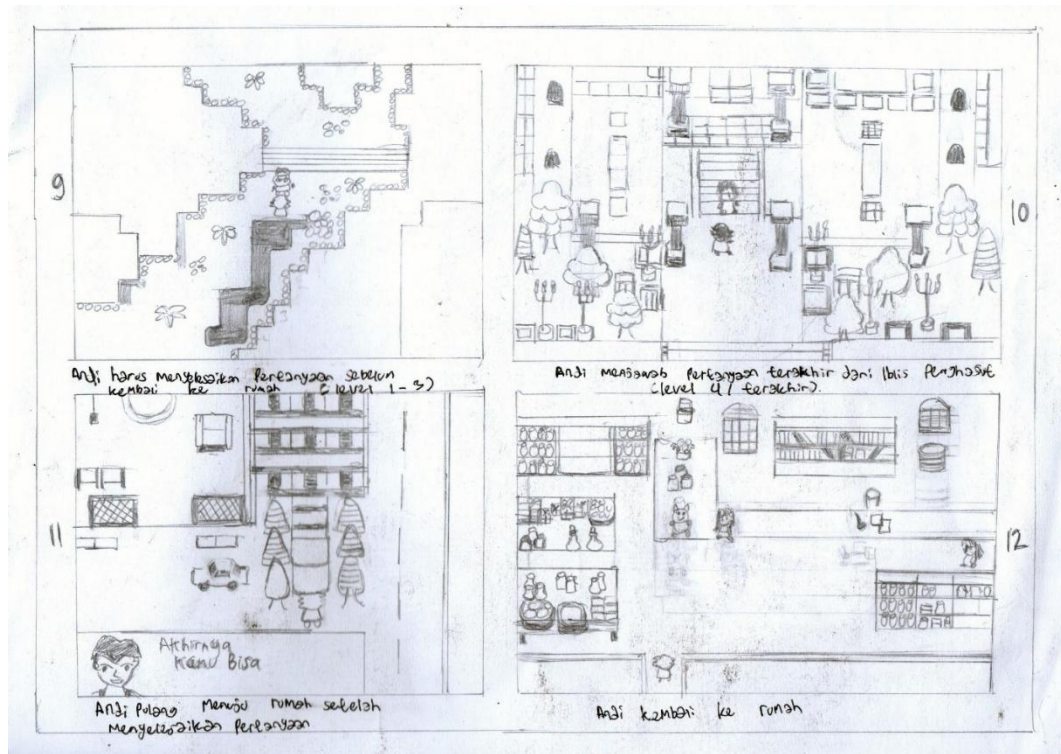 9
Andi harus menyelesaikan Pertanyaan sebelum
kembali ke rumah (level 1-3)
10
Andi menjawab Pertanyaan terakhir dari Iblis Penghasut
(level 4 / terakhir).
11
Akhirnya
Kamu Bisa
Andi Pulang Menuju rumah setelah
Menyelesaikan Pertanyaan
12
Andi kembali ke rumah